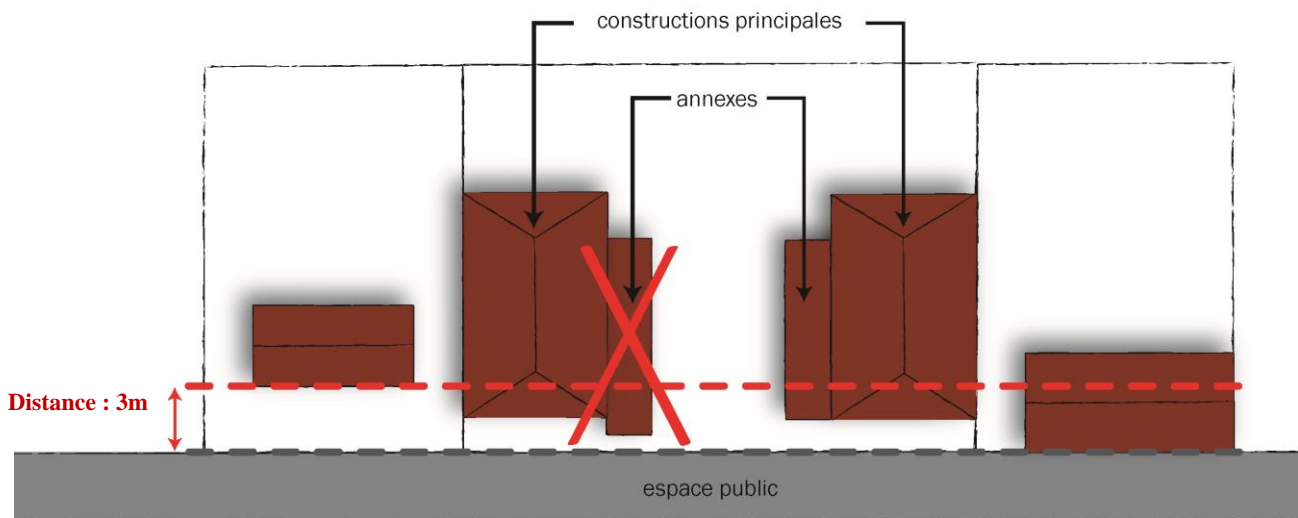 constructions principales
annexes
Distance : 3m
espace public